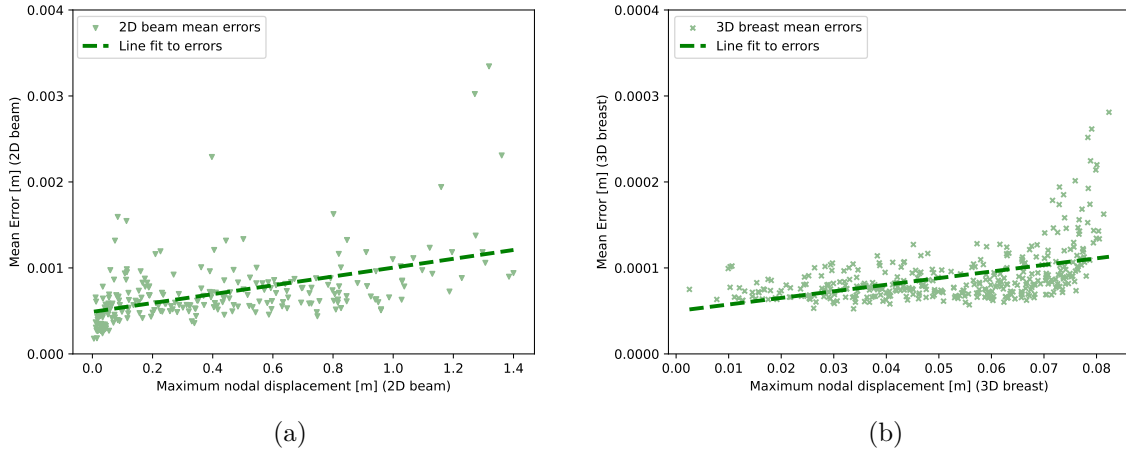 0.004
0.003
0.002
0.001
0.000
Mean Error [m] (2D beam)
2D beam mean errors
Line fit to errors
0.0 0.2 0.4 0.6 0.8 1.0 1.2 1.4
Maximum nodal displacement [m] (2D beam)
(a)
0.0004
0.0003
0.0002
0.0001
0.0000
Mean Error [m] (3D breast)
3D breast mean errors
Line fit to errors
0.00 0.01 0.02 0.03 0.04 0.05 0.06 0.07 0.08
Maximum nodal displacement [m] (3D breast)
(b)